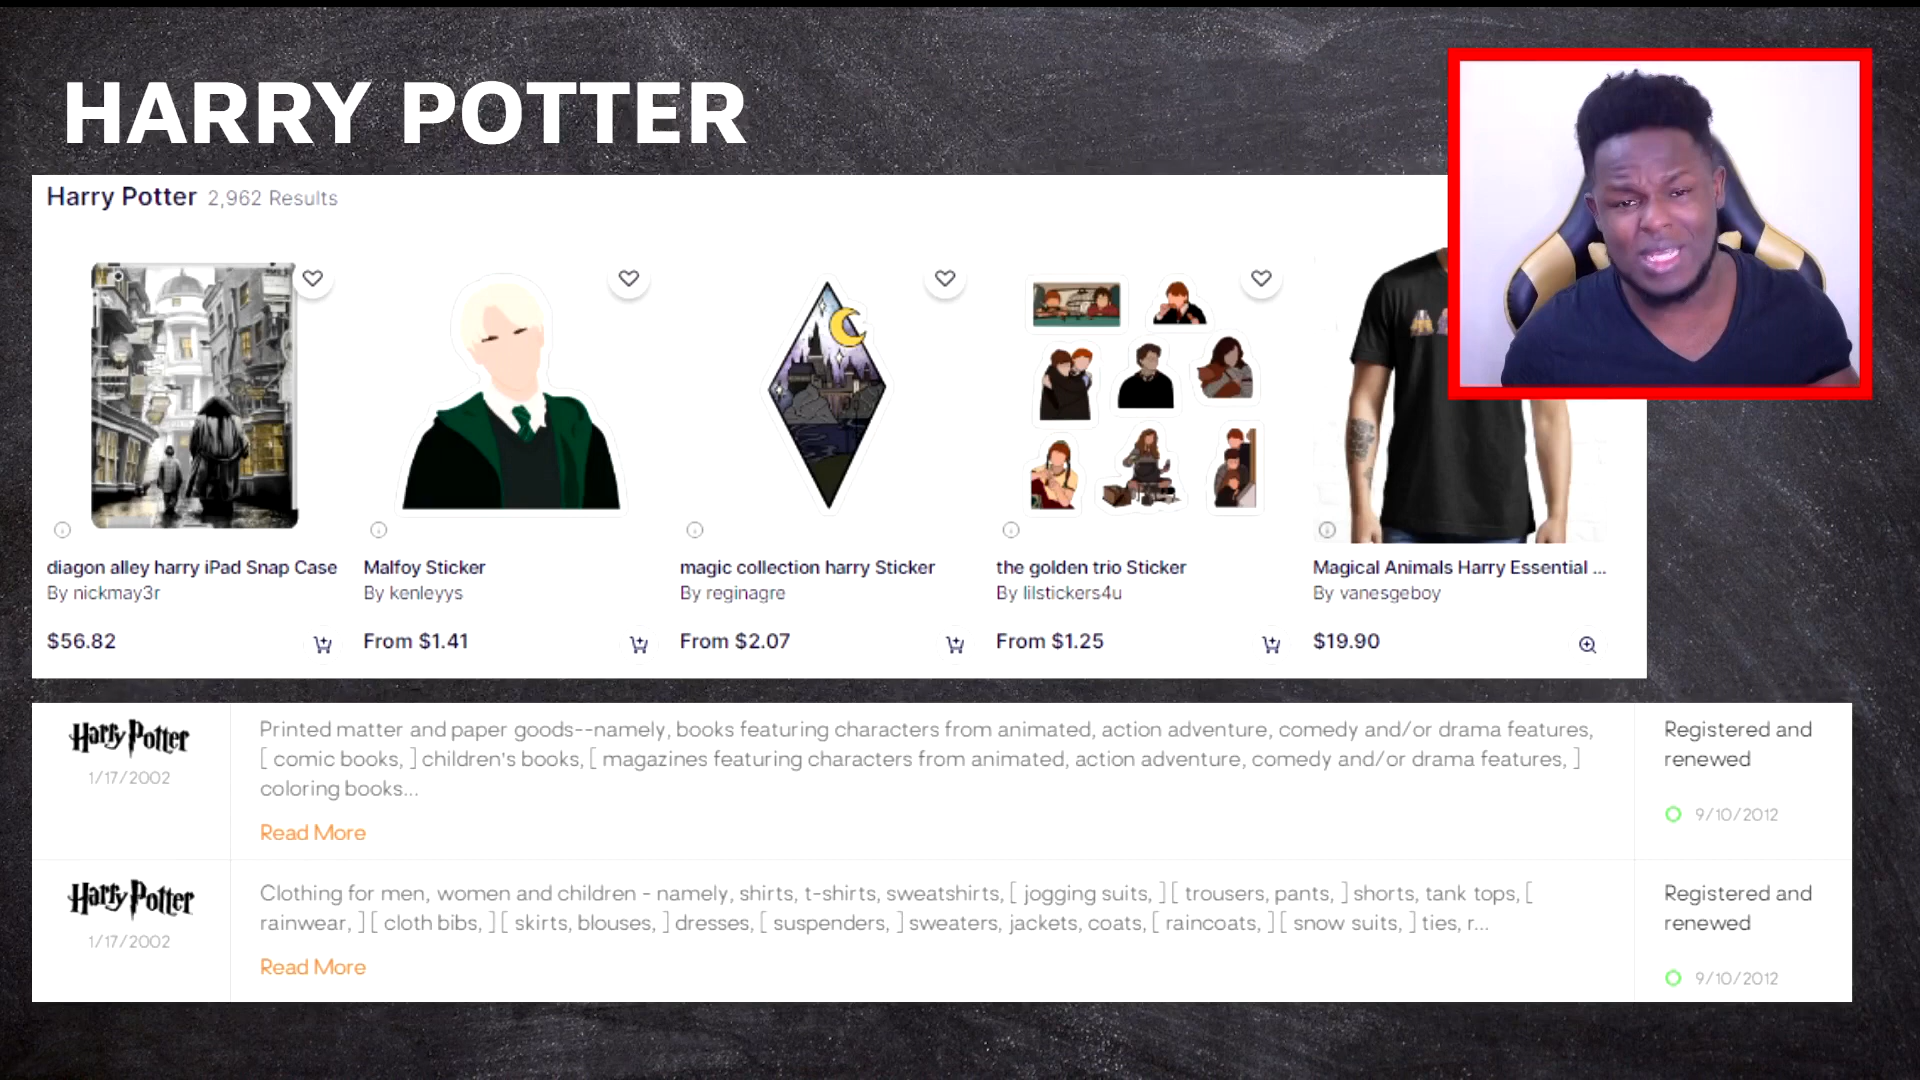 HARRY POTTER
Harry Potter 2,962 Results
diagon alley harry iPad Snap Case
By nickmay3r
$56.82
Malfoy Sticker
By kenleyys
From $1.41
magic collection harry Sticker
By reginagre
From $2.07
the golden trio Sticker
By lilstickers4u
From $1.25
Magical Animals Harry Essential ...
By vanesgeboy
$19.90
Harry Potter
1/17/2002
Printed matter and paper goods--namely, books featuring characters from animated, action adventure, comedy and/or drama features,
[ comic books, ] children's books, [ magazines featuring characters from animated, action adventure, comedy and/or drama features, ]
coloring books...
Read More
Registered and
renewed
9/10/2012
Harry Potter
1/17/2002
Clothing for men, women and children - namely, shirts, t-shirts, sweatshirts, [ jogging suits, ] [ trousers, pants, ] shorts, tank tops, [
rainwear, ] [ cloth bibs, ] [ skirts, blouses, ] dresses, [ suspenders, ] sweaters, jackets, coats, [ raincoats, ] [ snow suits, ] ties, r...
Read More
Registered and
renewed
9/10/2012